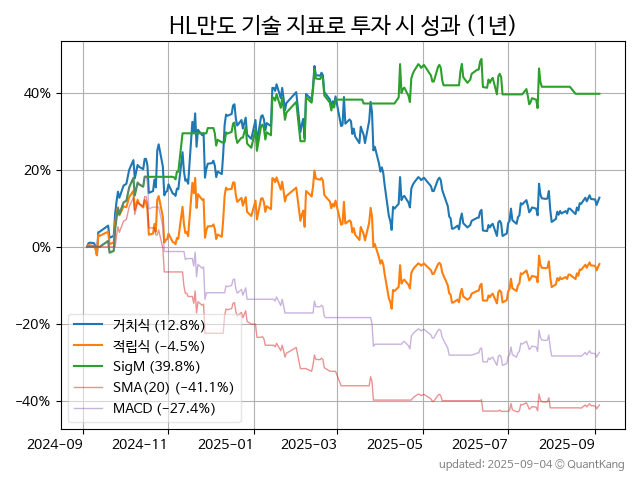 HL만도 기술 지표로 투자 시 성과 (1년)
40%
20%
0%
−20%
−40%
거치식 (12.8%)
적립식 (−4.5%)
SigM (39.8%)
SMA(20) (−41.1%)
MACD (−27.4%)
2024-09 2024-11 2025-01 2025-03 2025-05 2025-07 2025-09
updated: 2025-09-04 © QuantKang